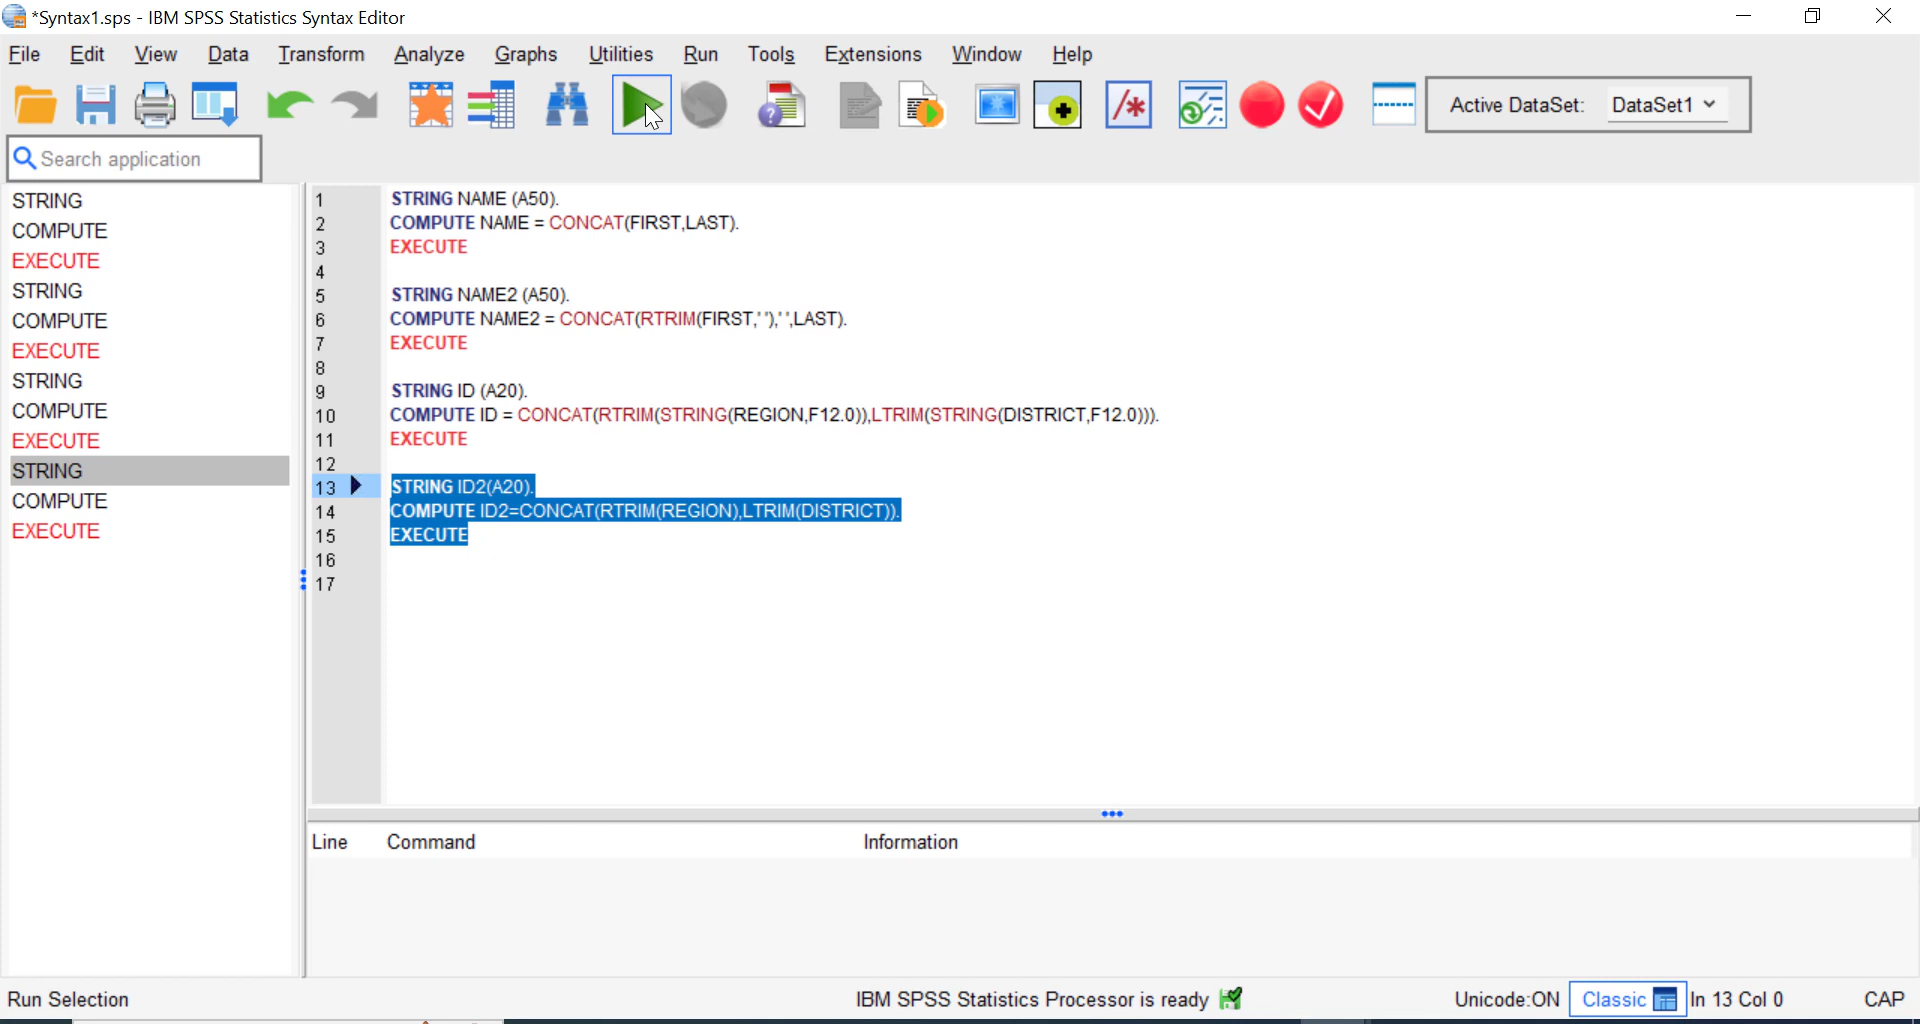 *Syntax1.sps - IBM SPSS Statistics Syntax Editor
File Edit View Data Transform Analyze Graphs Utilities Run Tools Extensions Window Help
Active DataSet: DataSet1
Search application
STRING
COMPUTE
EXECUTE
STRING
COMPUTE
EXECUTE
STRING
COMPUTE
EXECUTE
STRING
COMPUTE
EXECUTE
1 STRING NAME (A50).
2 COMPUTE NAME = CONCAT(FIRST,LAST).
3 EXECUTE
4
5 STRING NAME2 (A50).
6 COMPUTE NAME2 = CONCAT(RTRIM(FIRST,' '),' ',LAST).
7 EXECUTE
8
9 STRING ID (A20).
10 COMPUTE ID = CONCAT(RTRIM(STRING(REGION,F12.0)),LTRIM(STRING(DISTRICT,F12.0))).
11 EXECUTE
12
13 STRING ID2(A20).
14 COMPUTE ID2=CONCAT(RTRIM(REGION),LTRIM(DISTRICT)).
15 EXECUTE
16
17
Line Command Information
Run Selection IBM SPSS Statistics Processor is ready Unicode:ON Classic In 13 Col 0 CAP